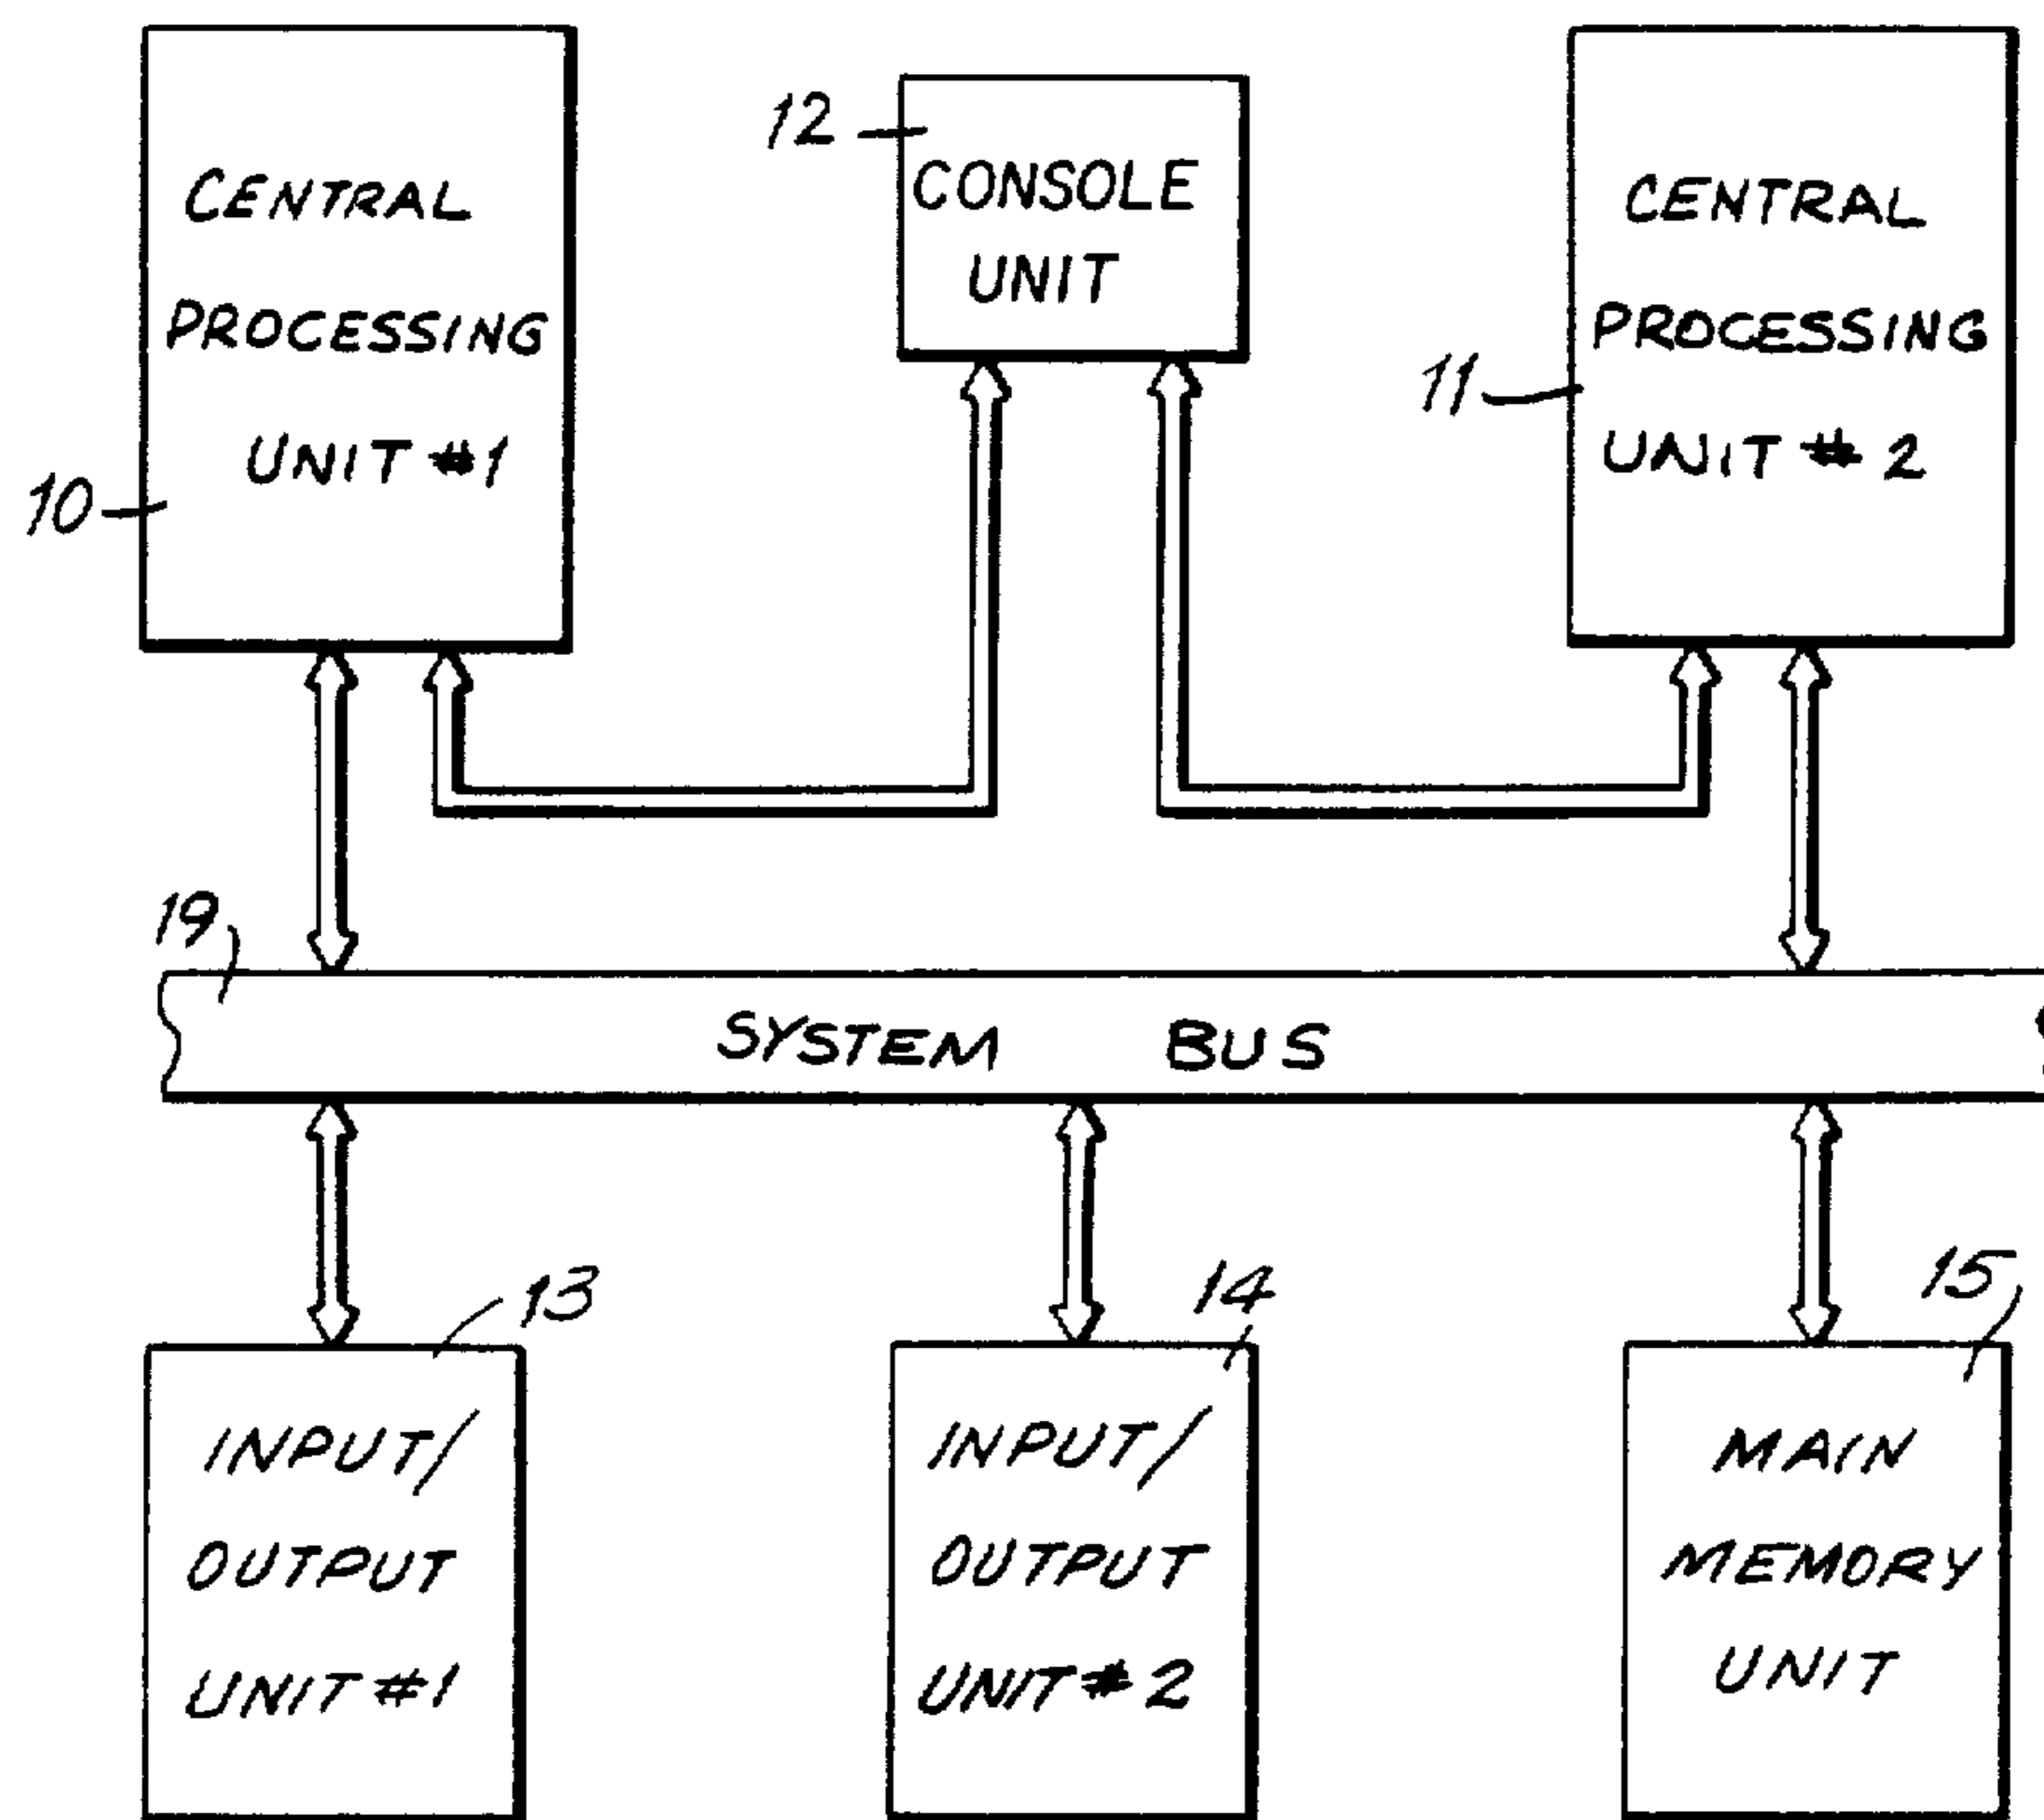 CENTRAL
PROCESSING
UNIT #1
10
12
CONSOLE
UNIT
CENTRAL
PROCESSING
UNIT # 2
11
19
SYSTEM BUS
13
INPUT/
OUTPUT
UNIT #1
14
INPUT/
OUTPUT
UNIT # 2
15
MAIN
MEMORY
UNIT